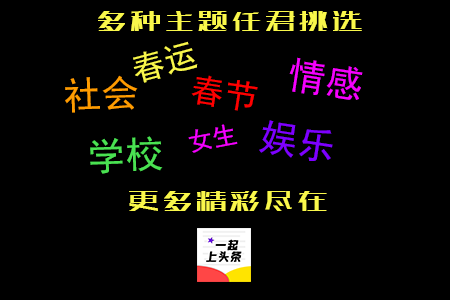 多种主题任君挑选
春运
社会
春节
情感
学校
女生
娱乐
更多精彩尽在
一起
上头条